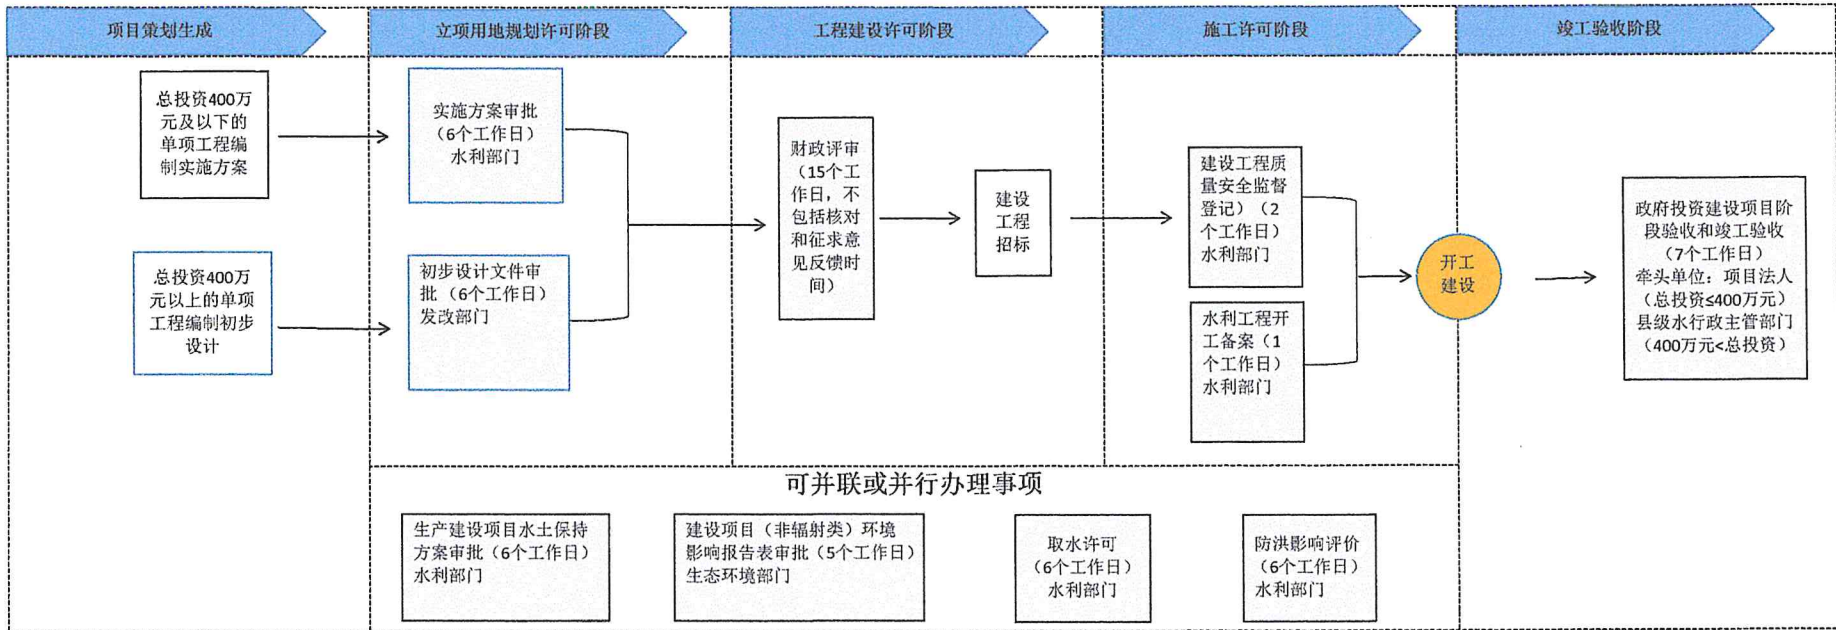 项目策划生成
立项用地规划许可阶段
工程建设许可阶段
施工许可阶段
竣工验收阶段
总投资400万
元及以下的
单项工程编
制实施方案
总投资400万
元以上的单项
工程编制初步
设计
实施方案审批
（6个工作日）
水利部门
初步设计文件审
批（6个工作日）
发改部门
财政评审
（15个工
作日，不
包括核对
和征求意
见反馈时
间）
建设
工程
招标
建设工程质
量安全监督
登记）（2
个工作日）
水利部门
水利工程开
工备案（1
个工作日）
水利部门
开工
建设
政府投资建设项目阶
段验收和竣工验收
（7个工作日）
牵头单位：项目法人
（总投资≤400万元）
县级水行政主管部门
（400万元<总投资）
可并联或并行办理事项
生产建设项目水土保持
方案审批（6个工作日）
水利部门
建设项目（非辐射类）环境
影响报告表审批（5个工作日）
生态环境部门
取水许可
（6个工作日）
水利部门
防洪影响评价
（6个工作日）
水利部门